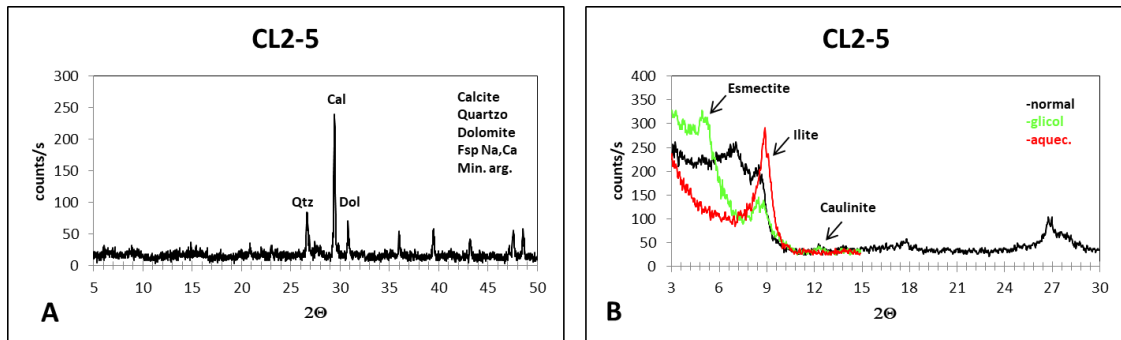 CL2-5
300
250
200
150
100
50
0
counts/s
Cal
Qtz
Dol
Calcite
Quartzo
Dolomite
Fsp Na,Ca
Min. arg.
5 10 15 20 25 30 35 40 45 50
A
2Θ
CL2-5
400
350
300
250
200
150
100
50
0
counts/s
Esmectite
Ilite
Caulinite
-normal
-glicol
-aquec.
3 6 9 12 15 18 21 24 27 30
B
2Θ